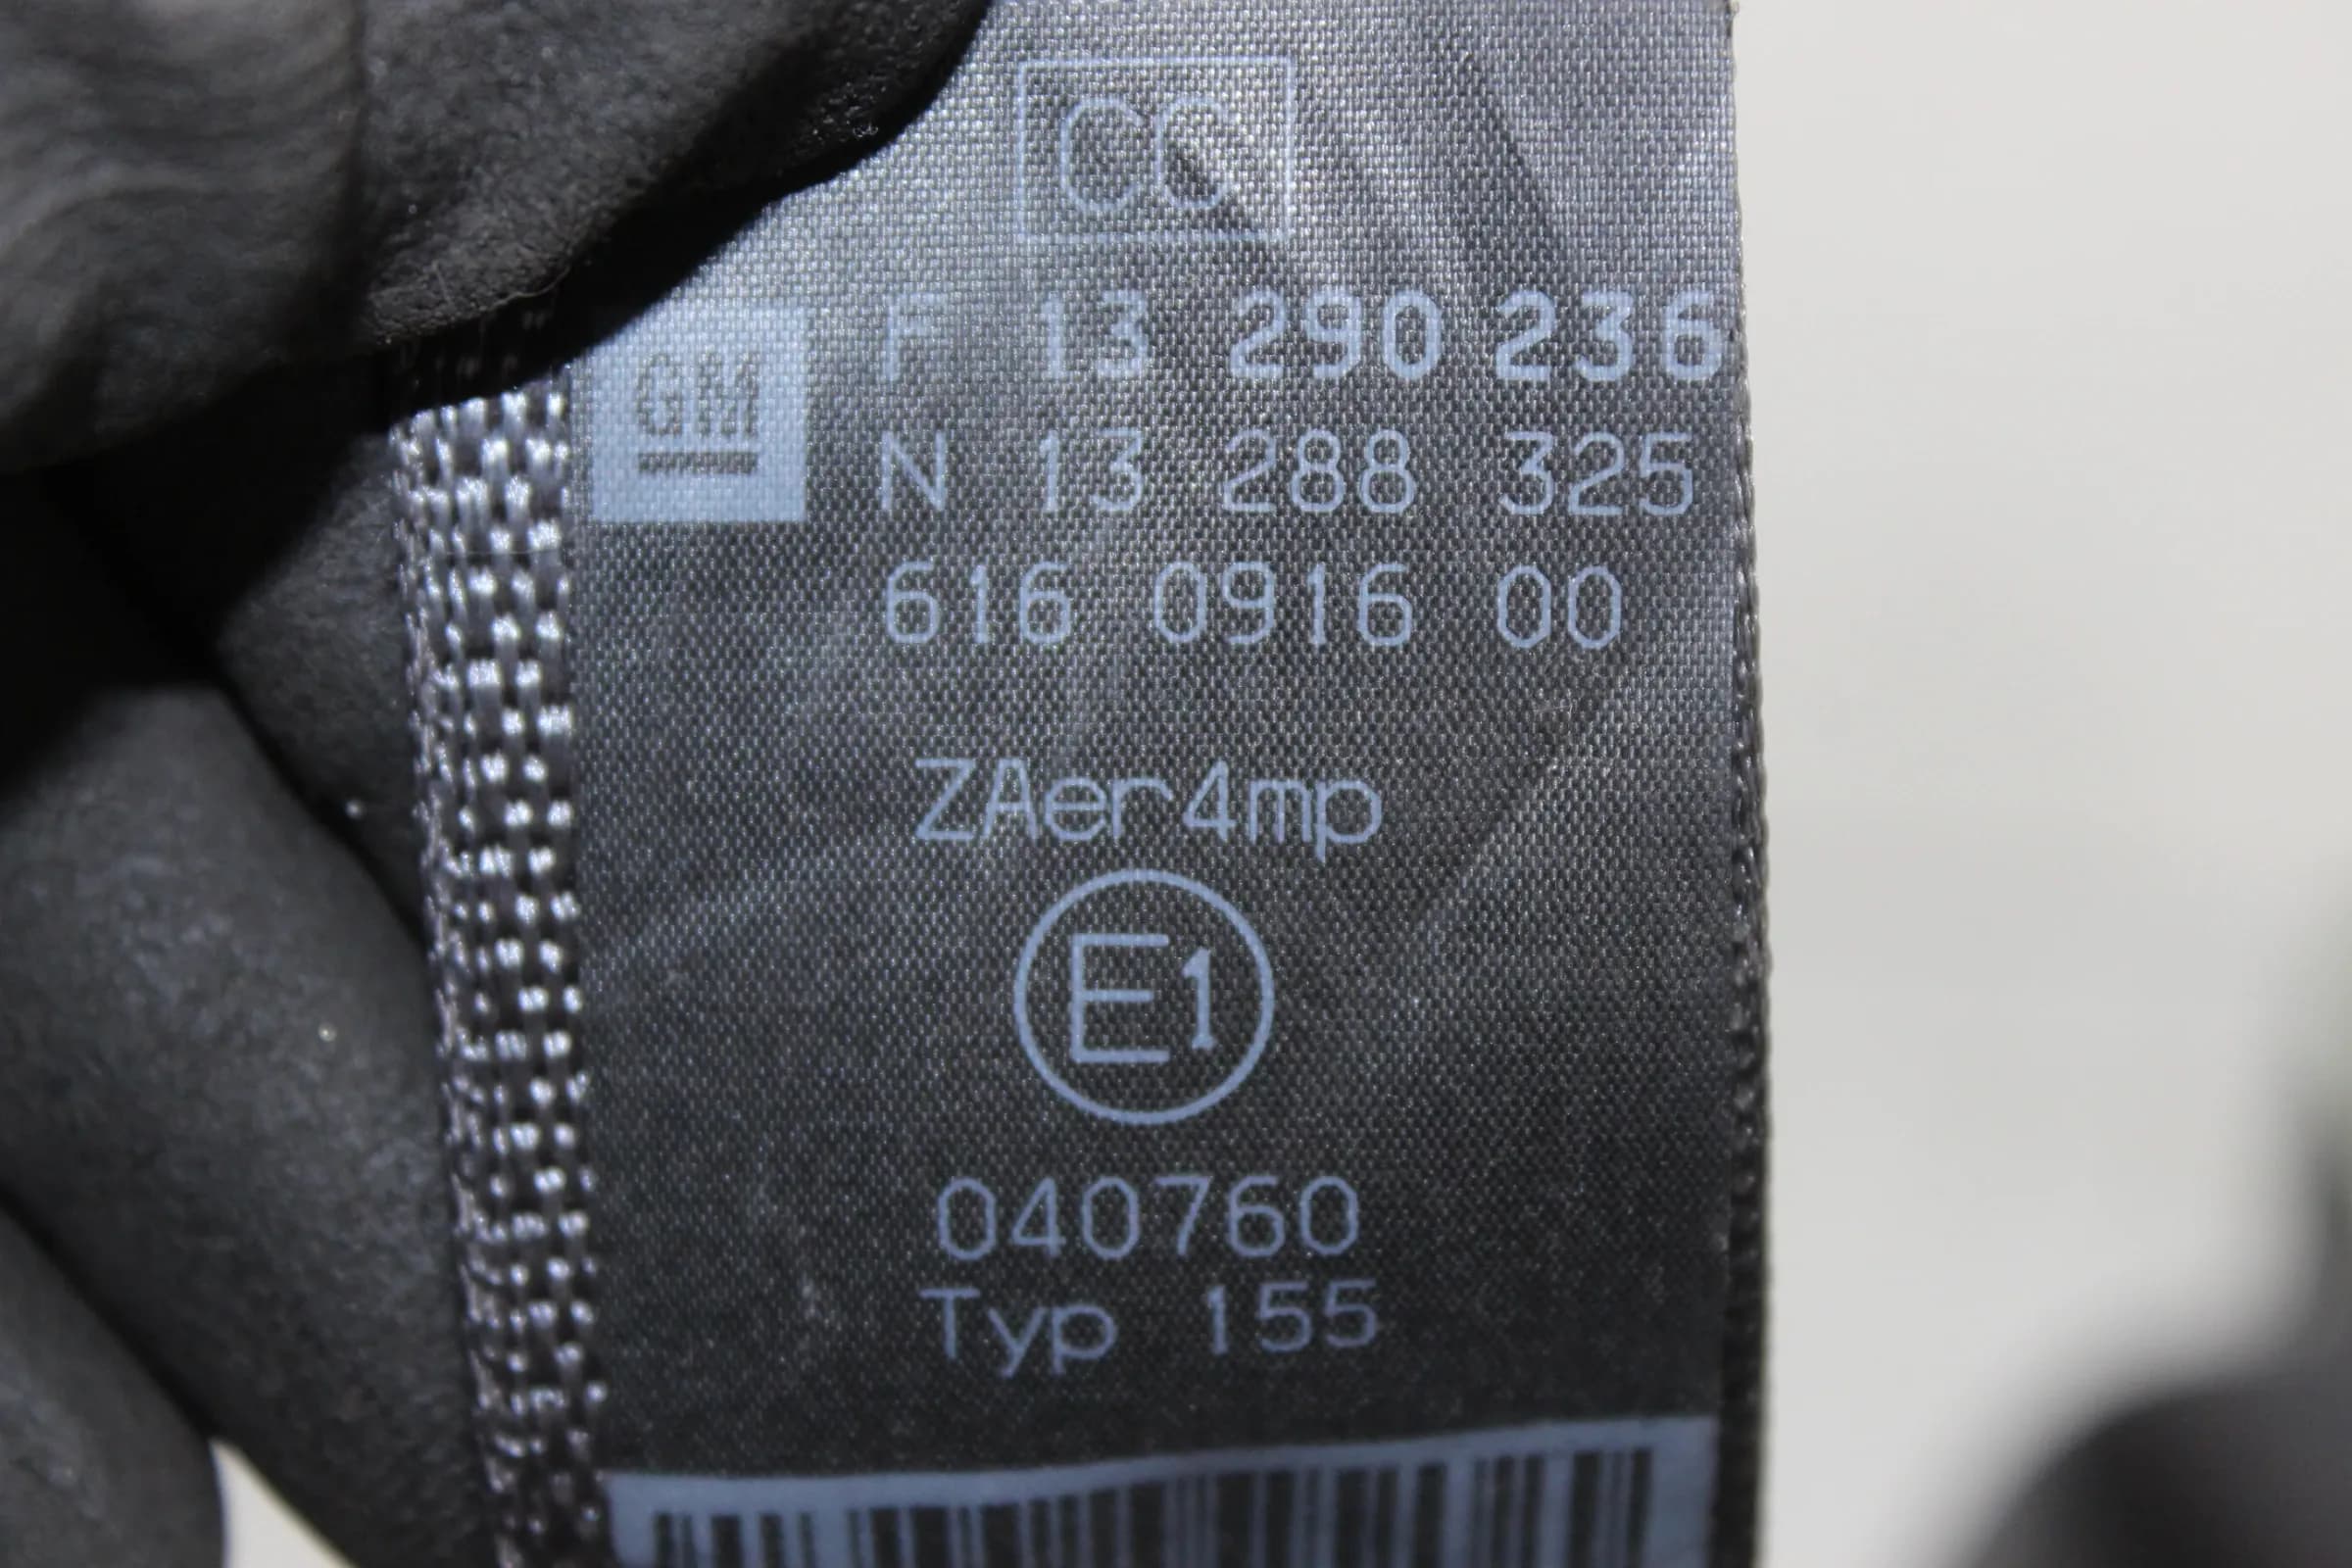 CC
GM
F 13 290 236
N 13 288 325
616 0916 00
ZAer4mp
E1
040760
Typ 155